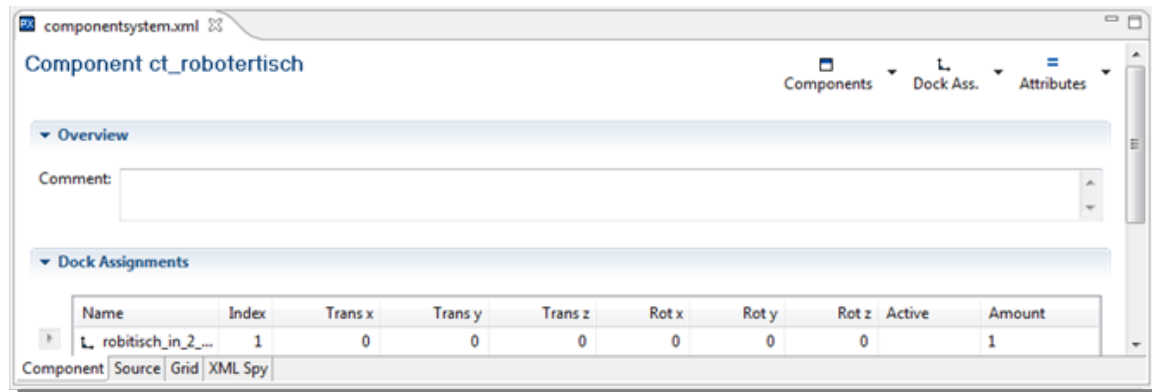 PX componentsystem.xml
Component ct_robotertisch
Components Dock Ass. Attributes
Overview
Comment:
Dock Assignments
Name Index Trans x Trans y Trans z Rot x Rot y Rot z Active Amount
robitisch_in_2_... 1 0 0 0 0 0 0 1
Component Source Grid XML Spy